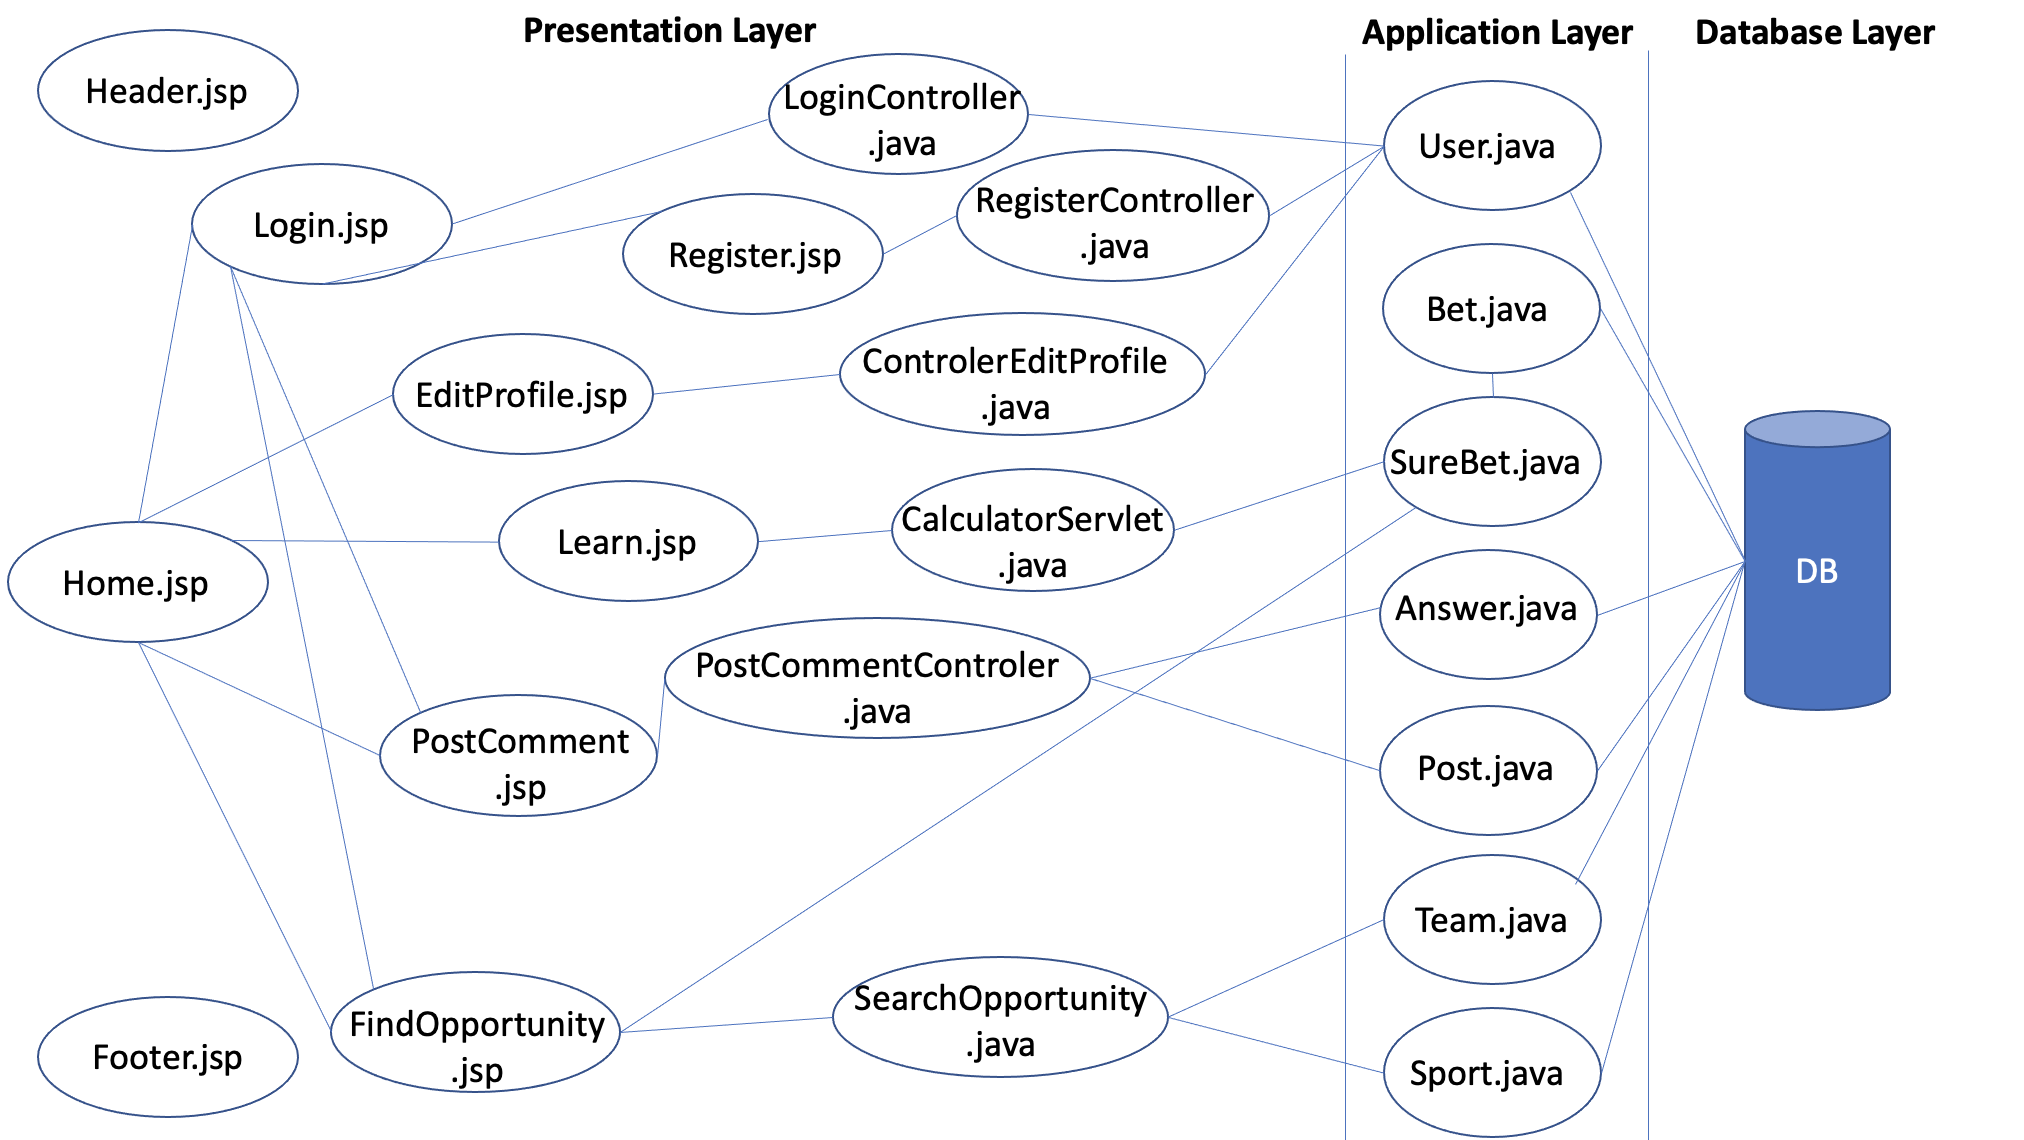 Presentation Layer
Application Layer
Database Layer
Header.jsp
LoginController
.java
User.java
Login.jsp
Register.jsp
RegisterController
.java
Bet.java
EditProfile.jsp
ControlerEditProfile
.java
SureBet.java
Home.jsp
Learn.jsp
CalculatorServlet
.java
DB
Answer.java
PostComment
.jsp
PostCommentControler
.java
Post.java
Team.java
Footer.jsp
FindOpportunity
.jsp
SearchOpportunity
.java
Sport.java